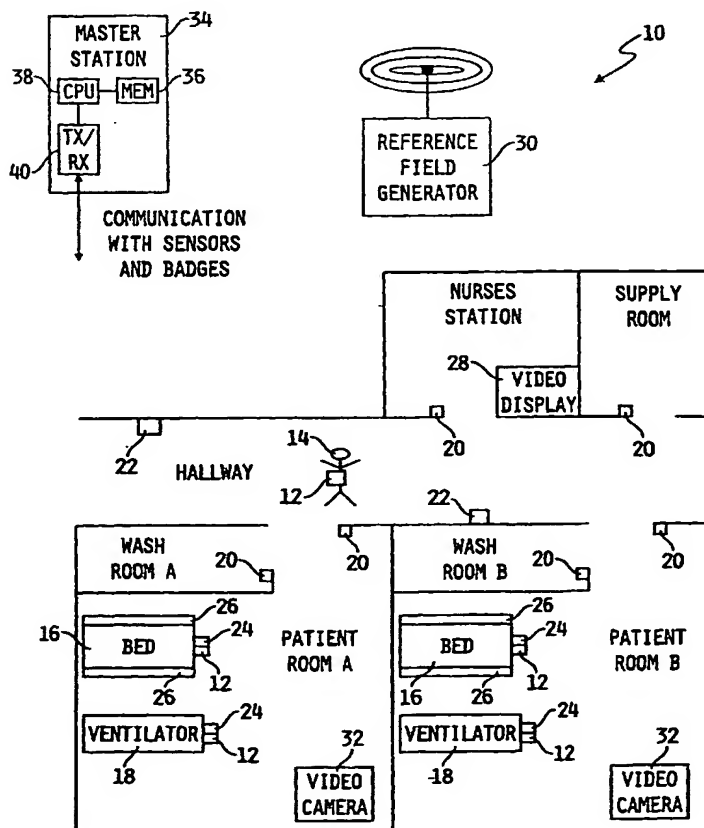 MASTER
STATION
34
38
CPU
MEM
36
TX/
RX
40
COMMUNICATION
WITH SENSORS
AND BADGES
10
REFERENCE
FIELD
GENERATOR
30
NURSES
STATION
SUPPLY
ROOM
28
VIDEO
DISPLAY
20
20
22
HALLWAY
14
12
22
WASH
ROOM A
20
20
WASH
ROOM B
20
20
26
16
BED
24
12
26
PATIENT
ROOM A
26
BED
24
12
16
26
PATIENT
ROOM B
VENTILATOR
24
12
18
32
VIDEO
CAMERA
VENTILATOR
24
12
18
32
VIDEO
CAMERA